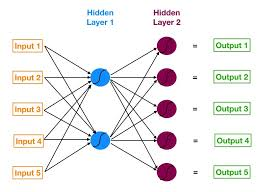 Hidden Hidden
Layer 1 Layer 2
Input 1 = Output 1
Input 2 = Output 2
Input 3 = Output 3
Input 4 = Output 4
Input 5 = Output 5